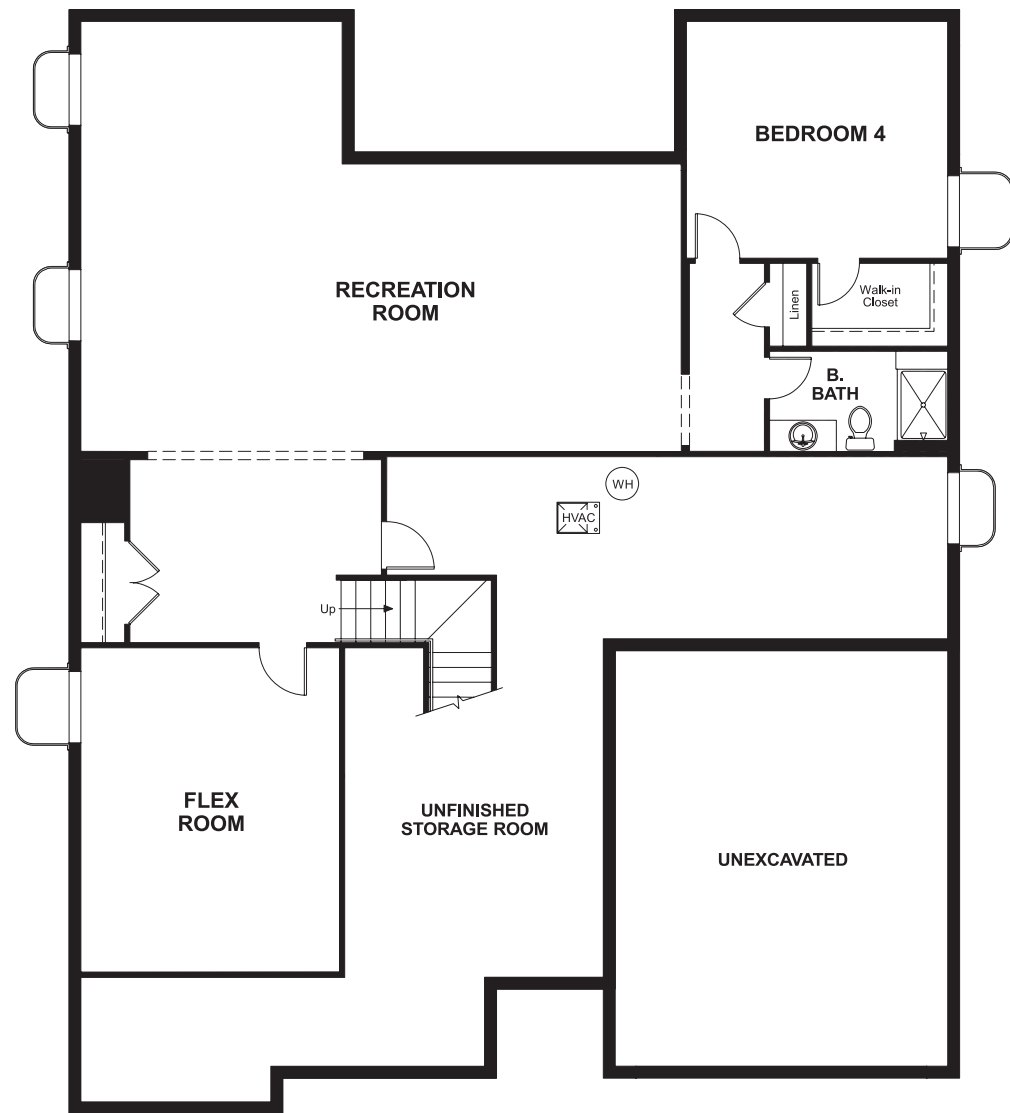 BEDROOM 4
RECREATION
ROOM
Linen
Walk-in
Closet
B.
BATH
WH
HVAC
Up
FLEX
ROOM
UNFINISHED
STORAGE ROOM
UNEXCAVATED